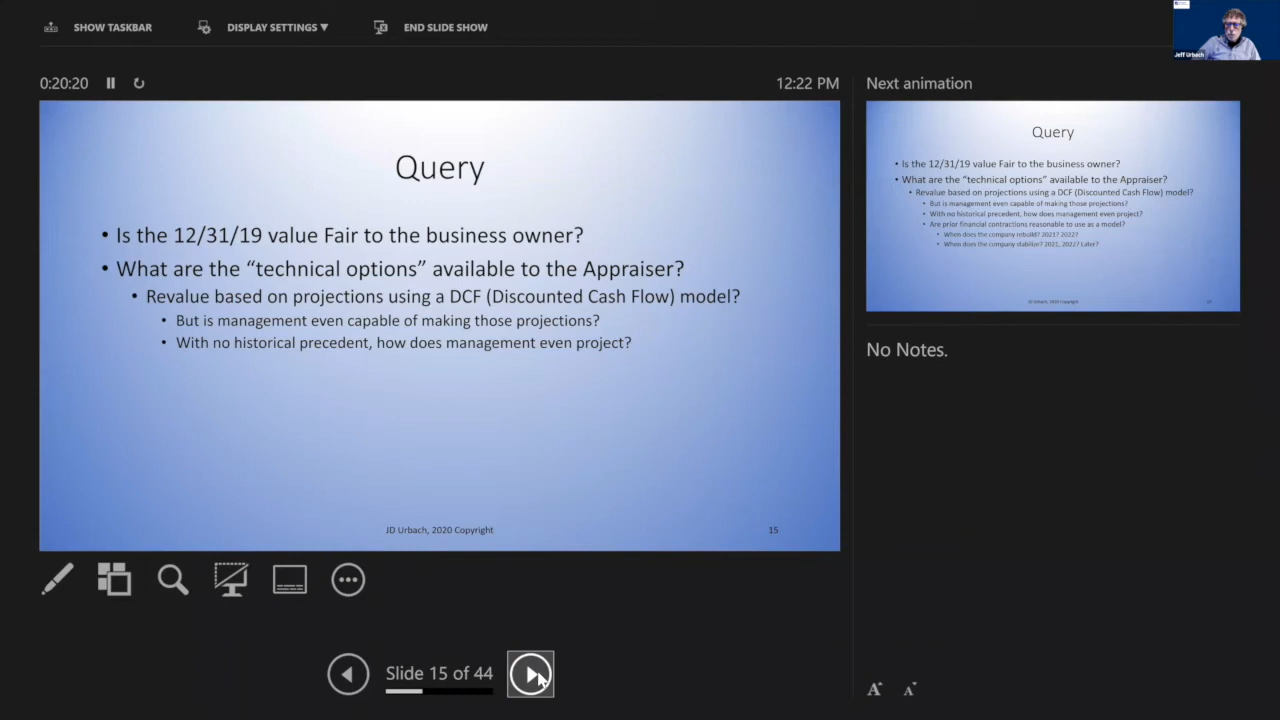 SHOW TASKBAR
DISPLAY SETTINGS ▼
END SLIDE SHOW
Jeff Urbach
0:20:20
12:22 PM
Next animation
Query
• Is the 12/31/19 value Fair to the business owner?
• What are the “technical options” available to the Appraiser?
• Revalue based on projections using a DCF (Discounted Cash Flow) model?
• But is management even capable of making those projections?
• With no historical precedent, how does management even project?
JD Urbach, 2020 Copyright
15
Query
• Is the 12/31/19 value Fair to the business owner?
• What are the “technical options” available to the Appraiser?
• Revalue based on projections using a DCF (Discounted Cash Flow) model?
• But is management even capable of making those projections?
• With no historical precedent, how does management even project?
• Are prior financial contractions reasonable to use as a model?
• When does the company rebuild? 2021? 2022?
• When does the company stabilize? 2021, 2022? Later?
JD Urbach, 2020 Copyright
No Notes.
Slide 15 of 44
A A